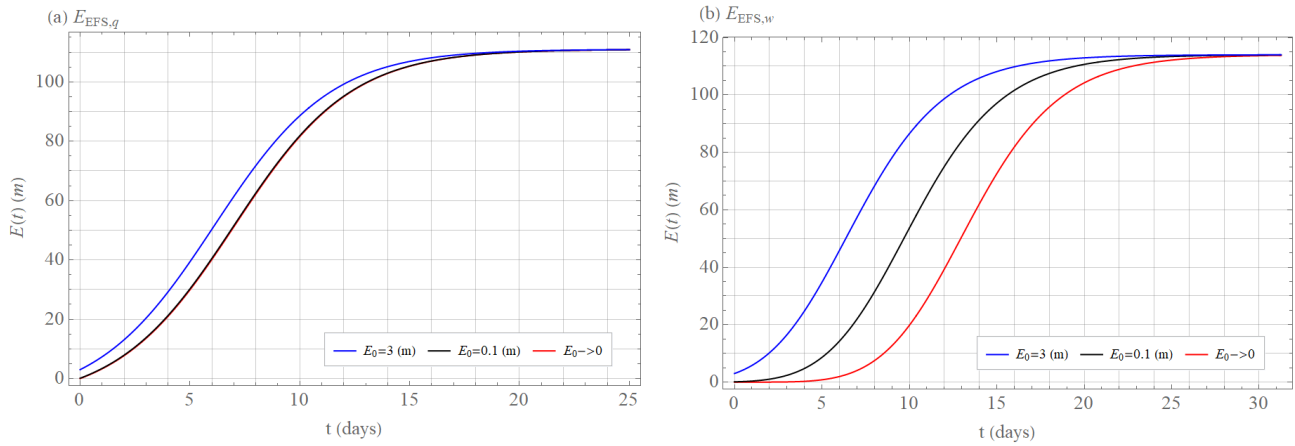 (a) E_EFS,q
E(t) (m)
100
80
60
40
20
0
E₀=3 (m) E₀=0.1 (m) E₀−>0
0 5 10 15 20 25
t (days)
(b) E_EFS,w
E(t) (m)
120
100
80
60
40
20
0
E₀=3 (m) E₀=0.1 (m) E₀−>0
0 5 10 15 20 25 30
t (days)